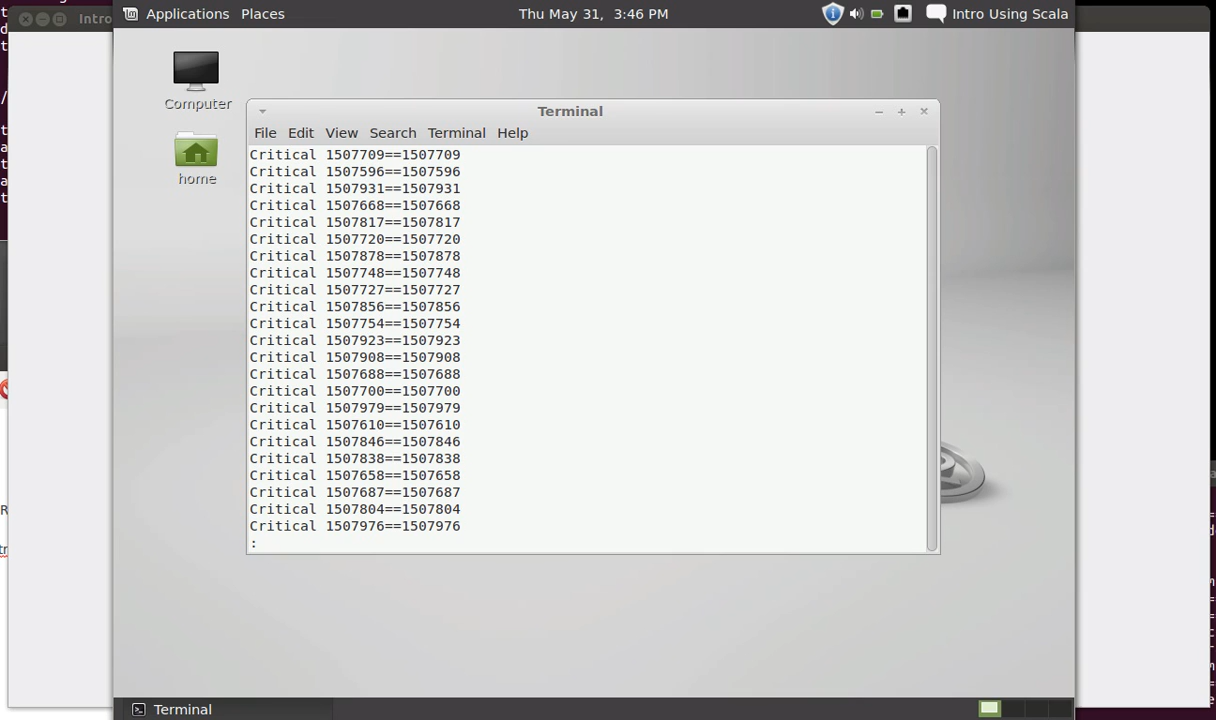 Applications Places Thu May 31, 3:46 PM Intro Using Scala
Intro
Computer
home
Terminal
File Edit View Search Terminal Help
Critical 1507709==1507709
Critical 1507596==1507596
Critical 1507931==1507931
Critical 1507668==1507668
Critical 1507817==1507817
Critical 1507720==1507720
Critical 1507878==1507878
Critical 1507748==1507748
Critical 1507727==1507727
Critical 1507856==1507856
Critical 1507754==1507754
Critical 1507923==1507923
Critical 1507908==1507908
Critical 1507688==1507688
Critical 1507700==1507700
Critical 1507979==1507979
Critical 1507610==1507610
Critical 1507846==1507846
Critical 1507838==1507838
Critical 1507658==1507658
Critical 1507687==1507687
Critical 1507804==1507804
Critical 1507976==1507976
:
Terminal